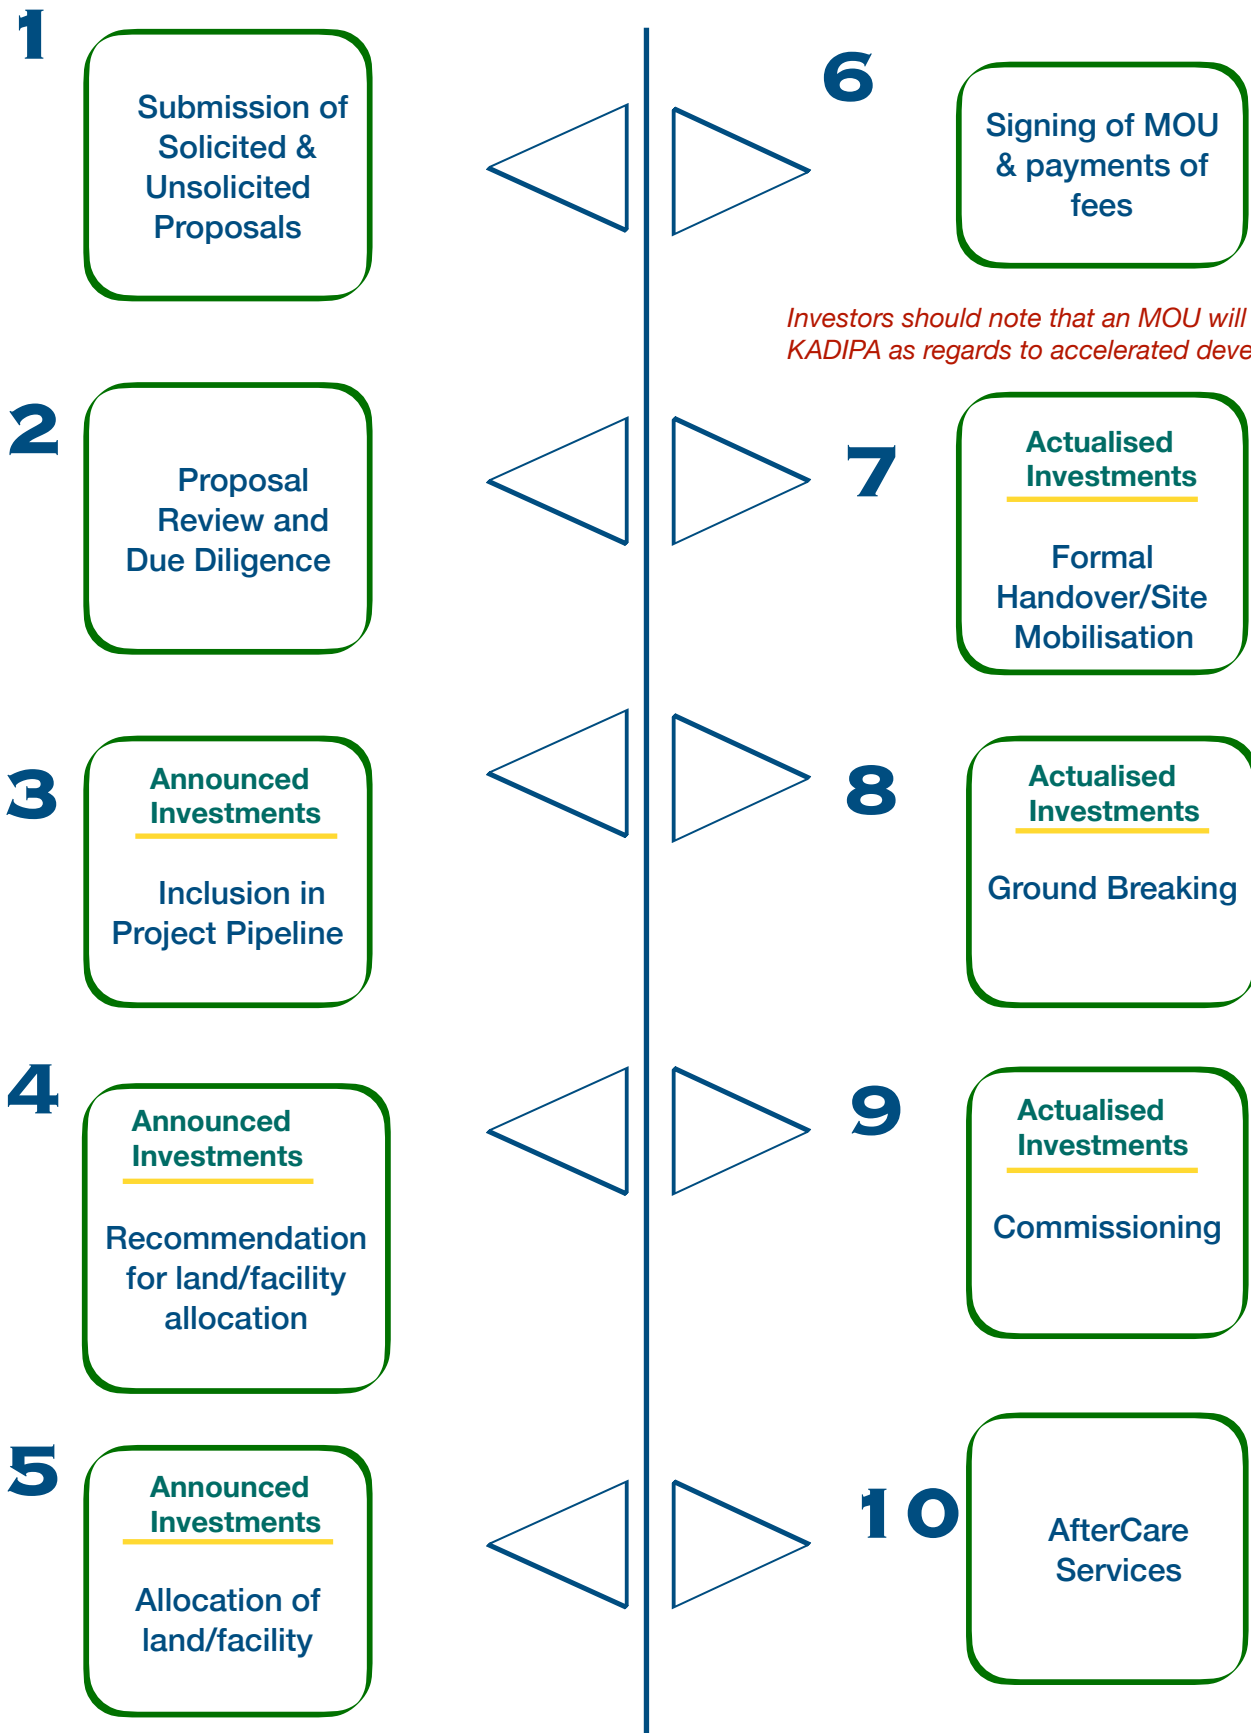 1
Submission of
Solicited &
Unsolicited
Proposals
2
Proposal
Review and
Due Diligence
3
Announced
Investments
Inclusion in
Project Pipeline
4
Announced
Investments
Recommendation
for land/facility
allocation
5
Announced
Investments
Allocation of
land/facility
6
Signing of MOU
& payments of
fees
Investors should note that an MOU will
KADIPA as regards to accelerated deve
7
Actualised
Investments
Formal
Handover/Site
Mobilisation
8
Actualised
Investments
Ground Breaking
9
Actualised
Investments
Commissioning
10
AfterCare
Services